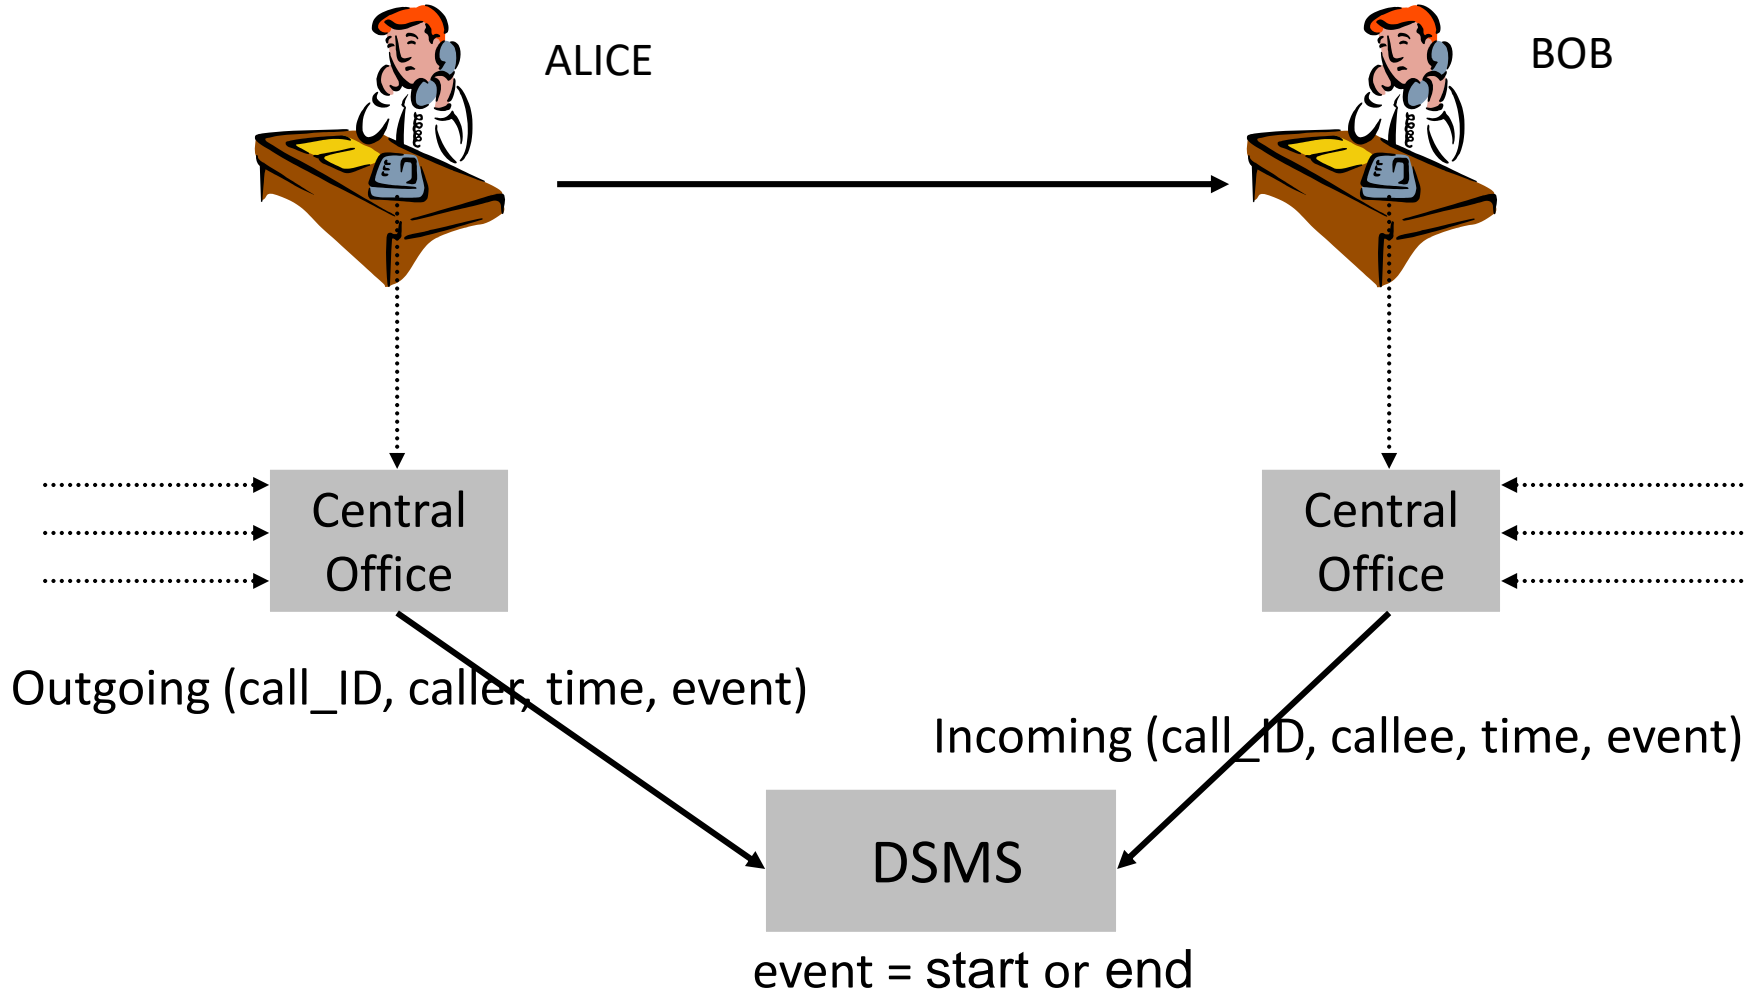 ALICE
BOB
Central
Office
Central
Office
Outgoing (call_ID, caller, time, event)
Incoming (call_ID, callee, time, event)
DSMS
event = start or end